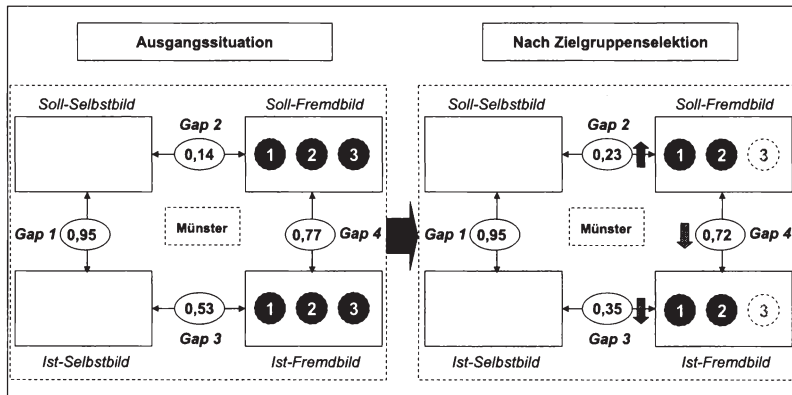 Ausgangssituation
Soll-Selbstbild
Soll-Fremdbild
Gap 2
0,14
1 2 3
Gap 1
0,95
Münster
0,77
Gap 4
0,53
1 2 3
Gap 3
Ist-Selbstbild
Ist-Fremdbild
Nach Zielgruppenselektion
Soll-Selbstbild
Soll-Fremdbild
Gap 2
0,23
1 2 3
Gap 1
0,95
Münster
0,72
Gap 4
0,35
1 2 3
Gap 3
Ist-Selbstbild
Ist-Fremdbild